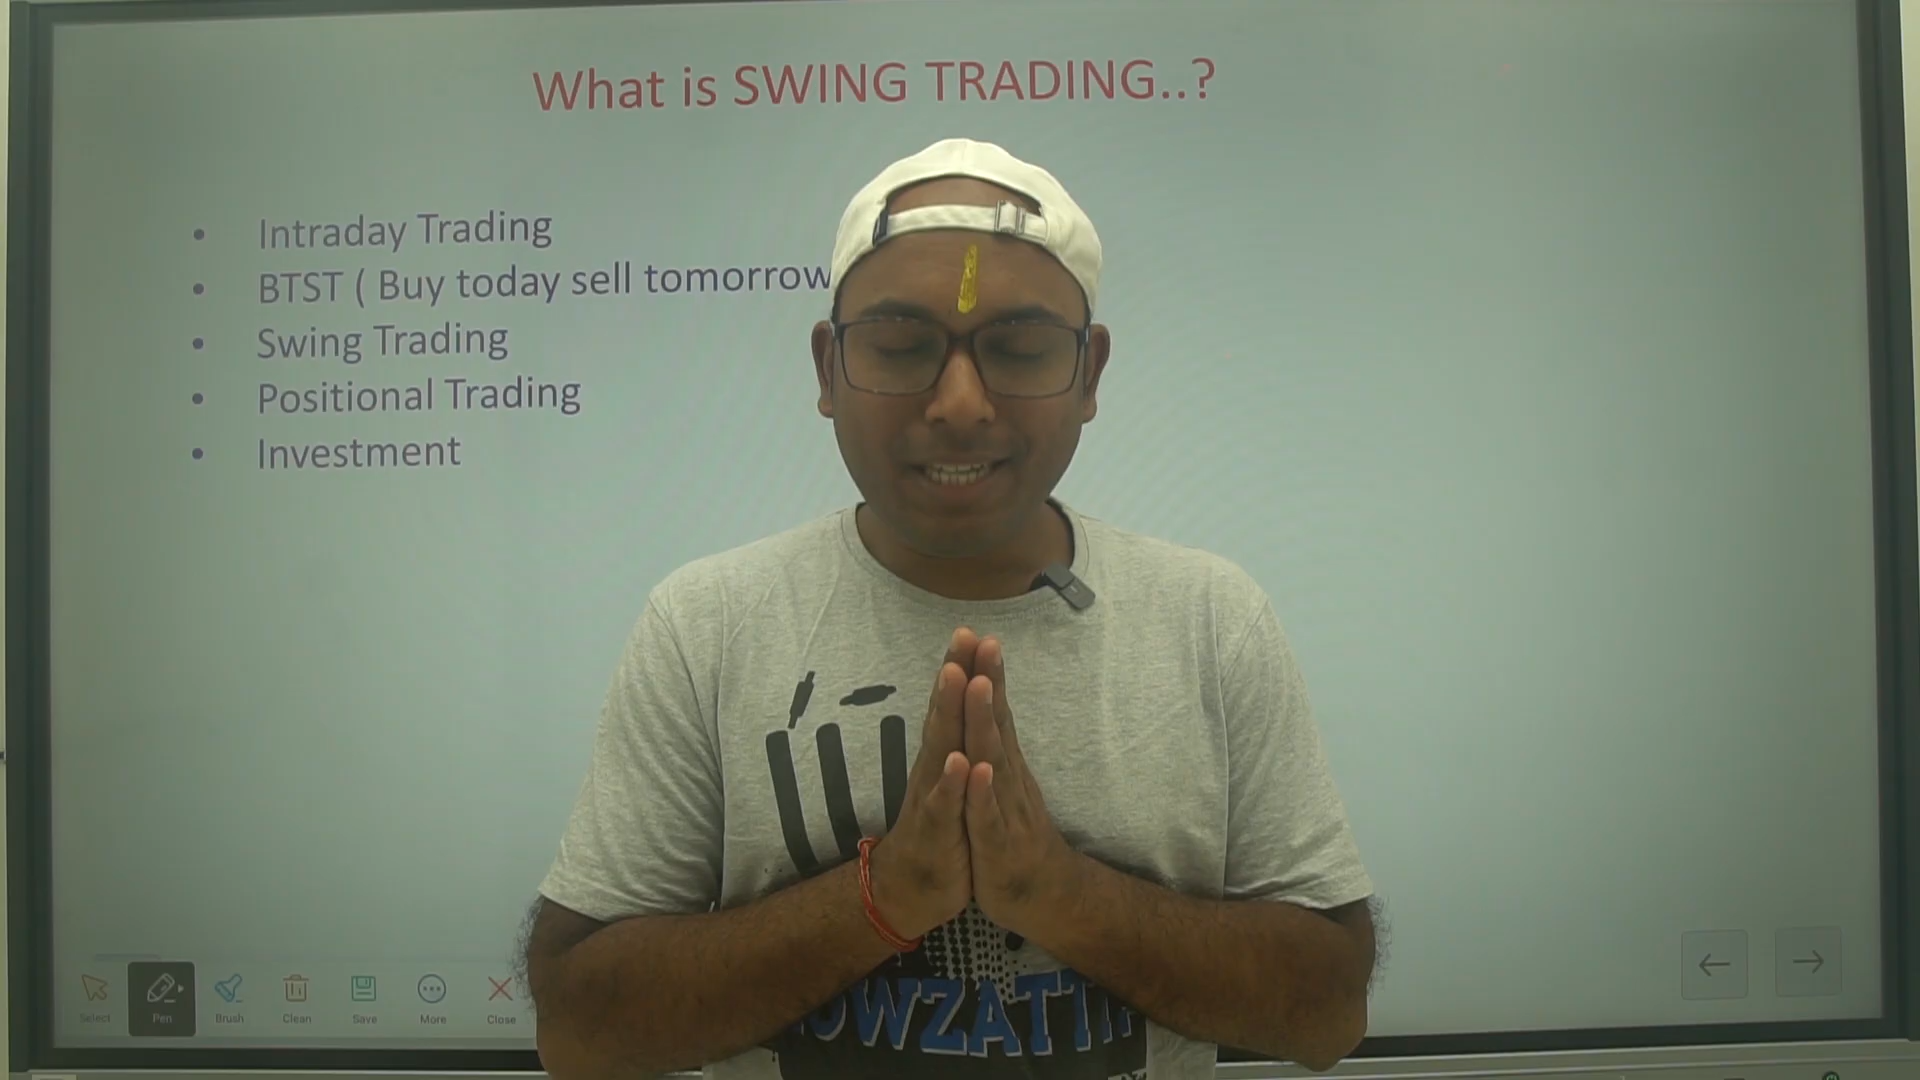 What is SWING TRADING..?
• Intraday Trading
• BTST ( Buy today sell tomorrow
• Swing Trading
• Positional Trading
• Investment
Select Pen Brush Clean Save More Close
OWZATT